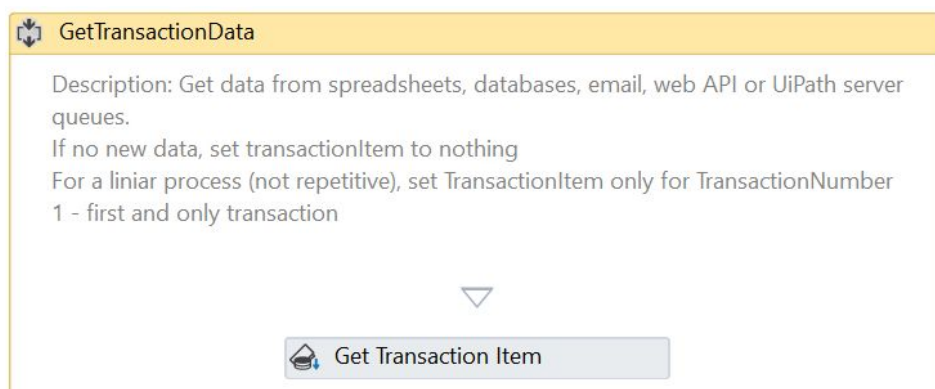 GetTransactionData
Description: Get data from spreadsheets, databases, email, web API or UiPath server
queues.
If no new data, set transactionItem to nothing
For a liniar process (not repetitive), set TransactionItem only for TransactionNumber
1 - first and only transaction
Get Transaction Item